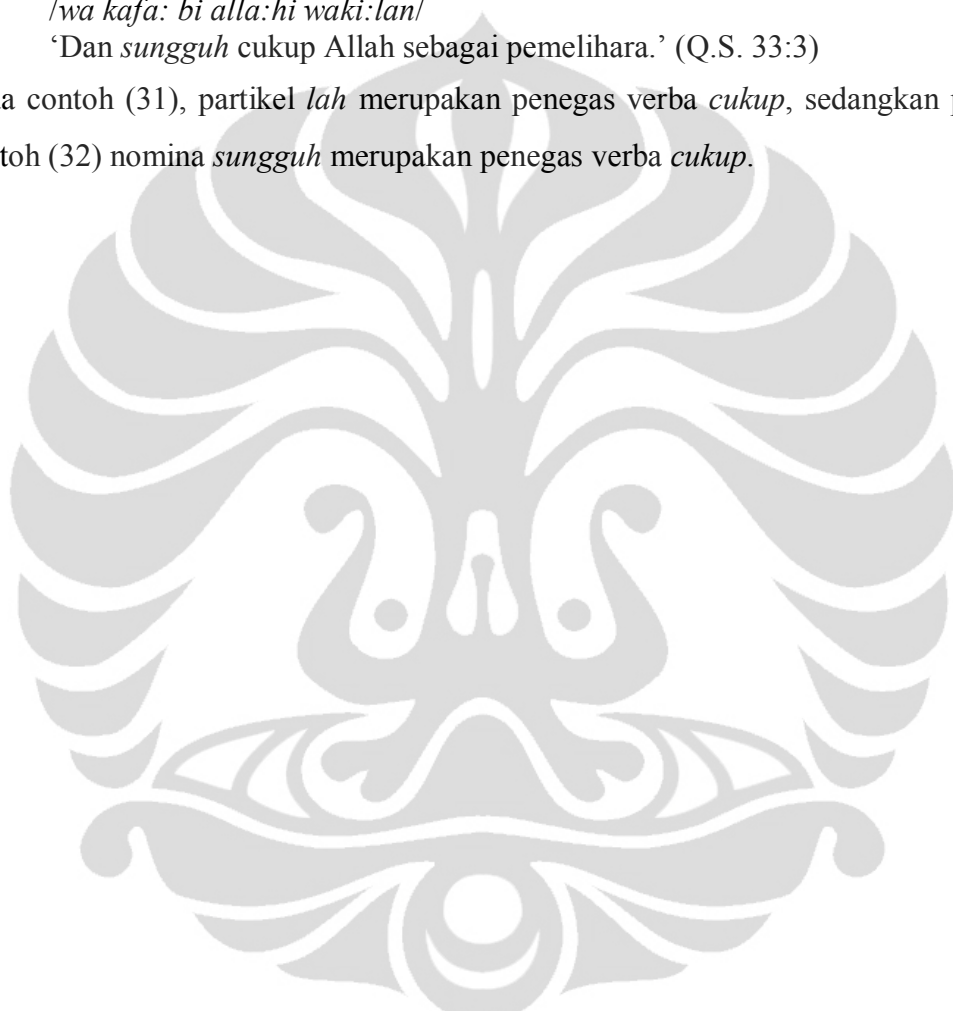 /wa kafa: bi alla:hi waki:lan/
‘Dan sungguh cukup Allah sebagai pemelihara.’ (Q.S. 33:3)
a contoh (31), partikel lah merupakan penegas verba cukup, sedangkan
toh (32) nomina sungguh merupakan penegas verba cukup.